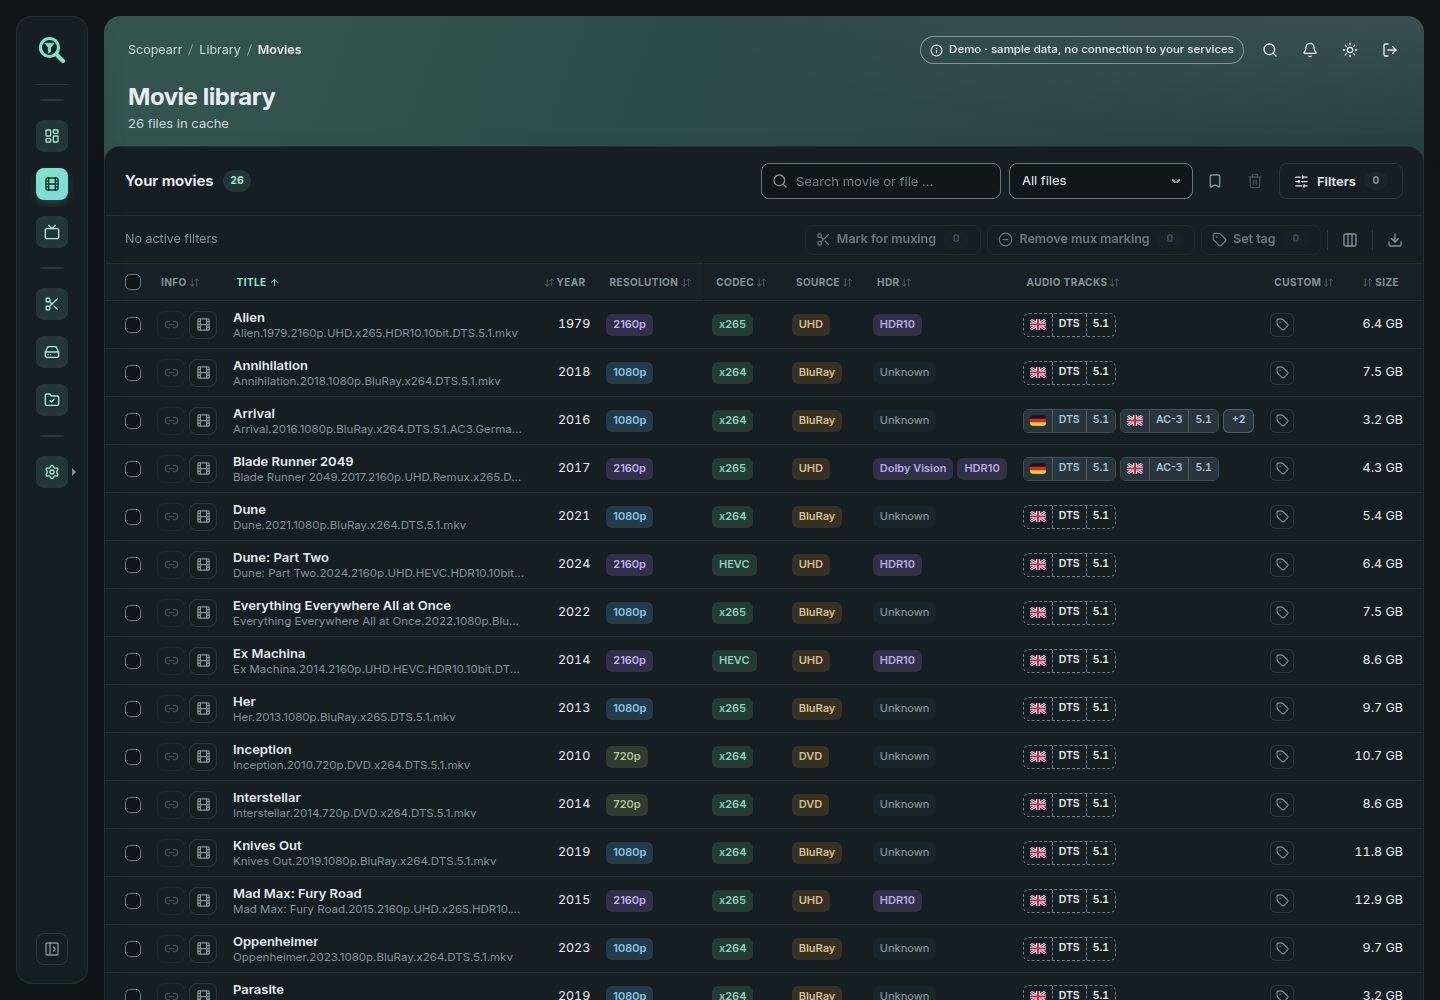 Scopearr / Library / Movies
Demo · sample data, no connection to your services
Movie library
26 files in cache
Your movies 26
Search movie or file ...
All files
Filters 0
No active filters
Mark for muxing 0
Remove mux marking 0
Set tag 0
INFO TITLE YEAR RESOLUTION CODEC SOURCE HDR AUDIO TRACKS CUSTOM SIZE
Alien 1979 2160p x265 UHD HDR10 DTS 5.1 6.4 GB
Alien.1979.2160p.UHD.x265.HDR10.10bit.DTS.5.1.mkv
Annihilation 2018 1080p x264 BluRay Unknown DTS 5.1 7.5 GB
Annihilation.2018.1080p.BluRay.x264.DTS.5.1.mkv
Arrival 2016 1080p x264 BluRay Unknown DTS 5.1 AC-3 5.1 +2 3.2 GB
Arrival.2016.1080p.BluRay.x264.DTS.5.1.AC3.Germa...
Blade Runner 2049 2017 2160p x265 UHD Dolby Vision HDR10 DTS 5.1 AC-3 5.1 4.3 GB
Blade Runner 2049.2017.2160p.UHD.Remux.x265.D...
Dune 2021 1080p x264 BluRay Unknown DTS 5.1 5.4 GB
Dune.2021.1080p.BluRay.x264.DTS.5.1.mkv
Dune: Part Two 2024 2160p HEVC UHD HDR10 DTS 5.1 6.4 GB
Dune: Part Two.2024.2160p.UHD.HEVC.HDR10.10bit...
Everything Everywhere All at Once 2022 1080p x265 BluRay Unknown DTS 5.1 7.5 GB
Everything Everywhere All at Once.2022.1080p.Blu...
Ex Machina 2014 2160p HEVC UHD HDR10 DTS 5.1 8.6 GB
Ex Machina.2014.2160p.UHD.HEVC.HDR10.10bit.DT...
Her 2013 1080p x265 BluRay Unknown DTS 5.1 9.7 GB
Her.2013.1080p.BluRay.x265.DTS.5.1.mkv
Inception 2010 720p x264 DVD Unknown DTS 5.1 10.7 GB
Inception.2010.720p.DVD.x264.DTS.5.1.mkv
Interstellar 2014 720p x264 DVD Unknown DTS 5.1 8.6 GB
Interstellar.2014.720p.DVD.x264.DTS.5.1.mkv
Knives Out 2019 1080p x264 BluRay Unknown DTS 5.1 11.8 GB
Knives Out.2019.1080p.BluRay.x264.DTS.5.1.mkv
Mad Max: Fury Road 2015 2160p x265 UHD HDR10 DTS 5.1 12.9 GB
Mad Max: Fury Road.2015.2160p.UHD.x265.HDR10....
Oppenheimer 2023 1080p x264 BluRay Unknown DTS 5.1 9.7 GB
Oppenheimer.2023.1080p.BluRay.x264.DTS.5.1.mkv
Parasite 2019 1080p x264 BluRay Unknown DTS 5.1 3.2 GB